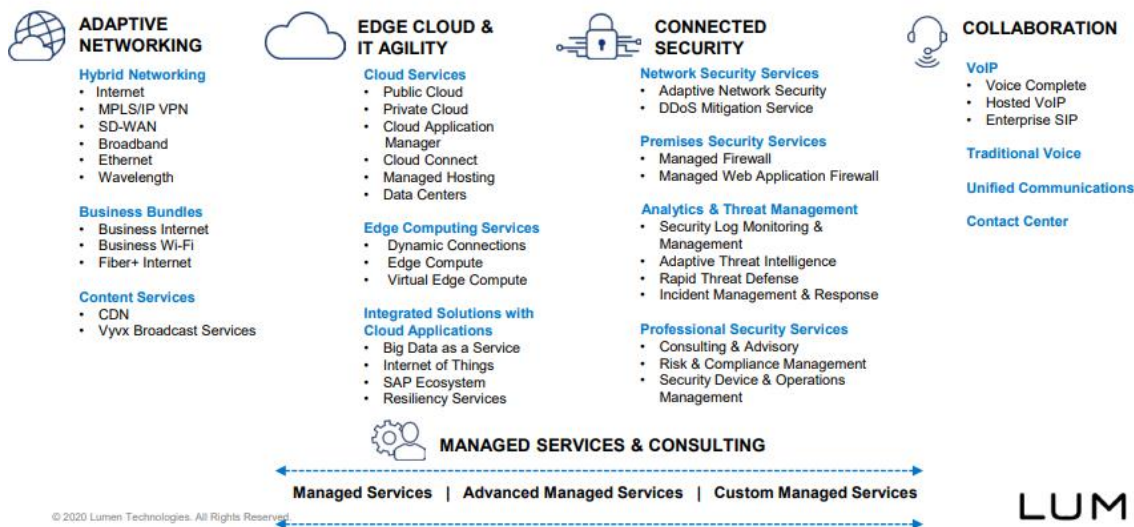 ADAPTIVE
NETWORKING
Hybrid Networking
• Internet
• MPLS/IP VPN
• SD-WAN
• Broadband
• Ethernet
• Wavelength
Business Bundles
• Business Internet
• Business Wi-Fi
• Fiber+ Internet
Content Services
• CDN
• Vyvx Broadcast Services
EDGE CLOUD &
IT AGILITY
Cloud Services
• Public Cloud
• Private Cloud
• Cloud Application
Manager
• Cloud Connect
• Managed Hosting
• Data Centers
Edge Computing Services
• Dynamic Connections
• Edge Compute
• Virtual Edge Compute
Integrated Solutions with
Cloud Applications
• Big Data as a Service
• Internet of Things
• SAP Ecosystem
• Resiliency Services
CONNECTED
SECURITY
Network Security Services
• Adaptive Network Security
• DDoS Mitigation Service
Premises Security Services
• Managed Firewall
• Managed Web Application Firewall
Analytics & Threat Management
• Security Log Monitoring &
Management
• Adaptive Threat Intelligence
• Rapid Threat Defense
• Incident Management & Response
Professional Security Services
• Consulting & Advisory
• Risk & Compliance Management
• Security Device & Operations
Management
COLLABORATION
VoIP
• Voice Complete
• Hosted VoIP
• Enterprise SIP
Traditional Voice
Unified Communications
Contact Center
MANAGED SERVICES & CONSULTING
Managed Services | Advanced Managed Services | Custom Managed Services
© 2020 Lumen Technologies. All Rights Reserved.
LUM